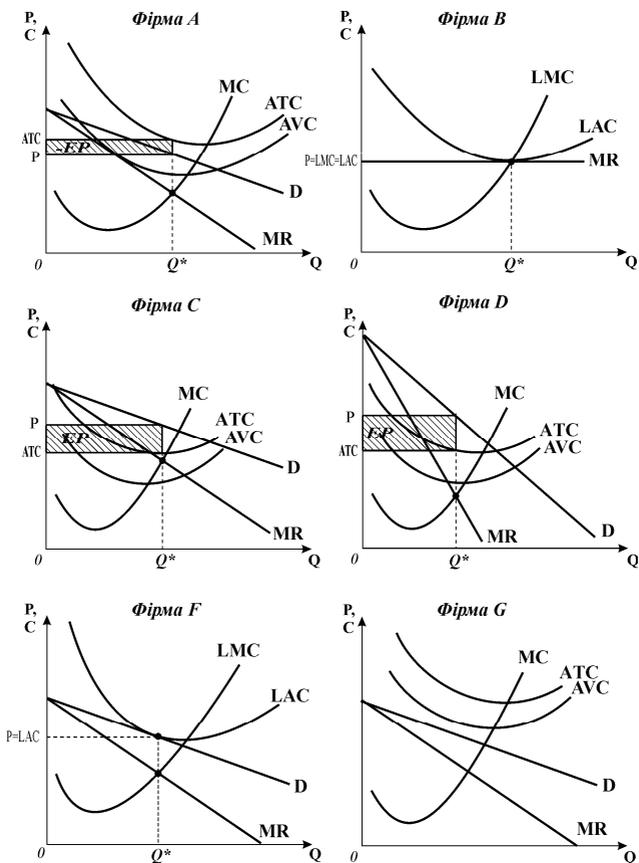 Фірма A
P,
C
MC
ATC
AVC
ATC
-EP
P
D
MR
0
Q*
Q
Фірма B
P,
C
LMC
LAC
P=LMC=LAC
MR
0
Q*
Q
Фірма C
P,
C
MC
P
ATC
EP
AVC
ATC
D
MR
0
Q*
Q
Фірма D
P,
C
MC
P
EP
ATC
ATC
AVC
MR
D
0
Q*
Q
Фірма F
P,
C
LMC
LAC
P=LAC
D
MR
0
Q*
Q
Фірма G
P,
C
MC
ATC
AVC
D
MR
0
Q